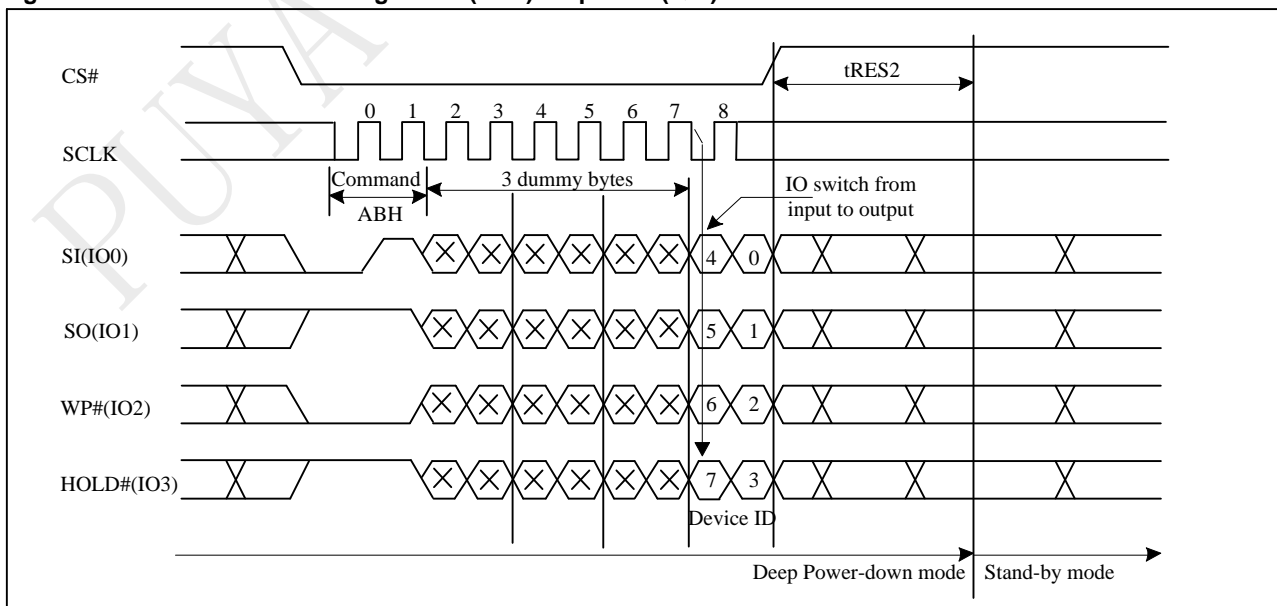 CS#
tRES2
0 1 2 3 4 5 6 7 8
SCLK
Command
3 dummy bytes
ABH
IO switch from
input to output
SI(IO0)
4 0
SO(IO1)
5 1
WP#(IO2)
6 2
HOLD#(IO3)
7 3
Device ID
Deep Power-down mode
Stand-by mode
PUYA